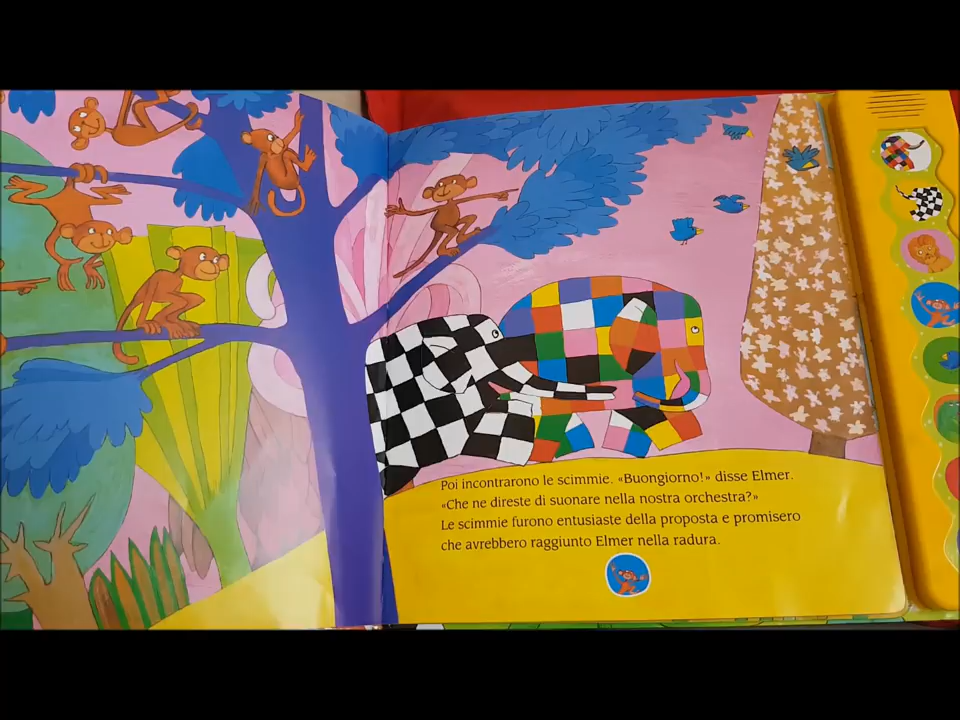 Poi incontrarono le scimmie. «Buongiorno!» disse Elmer.
«Che ne direste di suonare nella nostra orchestra?»
Le scimmie furono entusiaste della proposta e promisero
che avrebbero raggiunto Elmer nella radura.